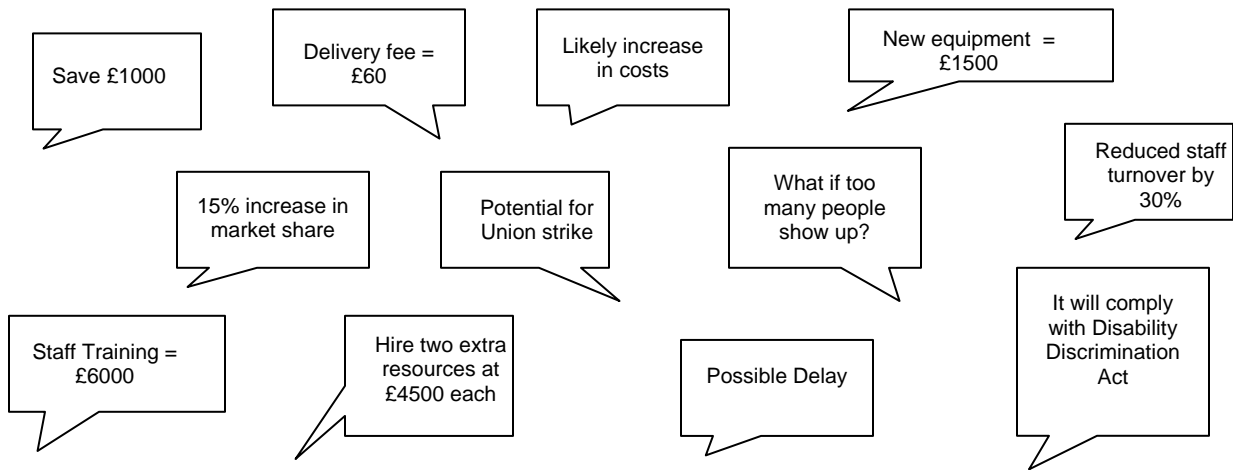 Save £1000
Delivery fee =
£60
Likely increase
in costs
New equipment  =
£1500
Reduced staff
turnover by
30%
15% increase in
market share
Potential for
Union strike
What if too
many people
show up?
It will comply
with Disability
Discrimination
Act
Staff Training =
£6000
Hire two extra
resources at
£4500 each
Possible Delay